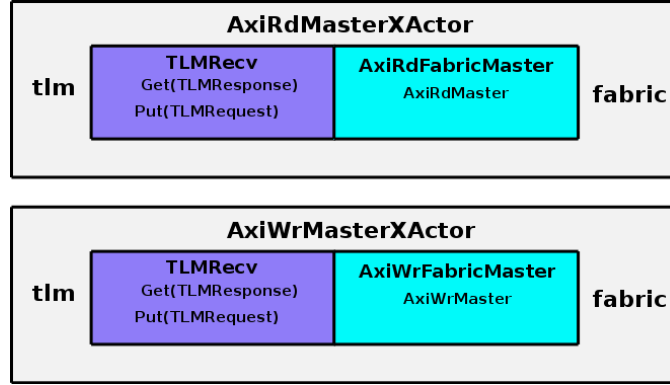 AxiRdMasterXActor
TLMRecv
AxiRdFabricMaster
tlm
Get(TLMResponse)
AxiRdMaster
fabric
Put(TLMRequest)
AxiWrMasterXActor
TLMRecv
AxiWrFabricMaster
tlm
Get(TLMResponse)
AxiWrMaster
fabric
Put(TLMRequest)